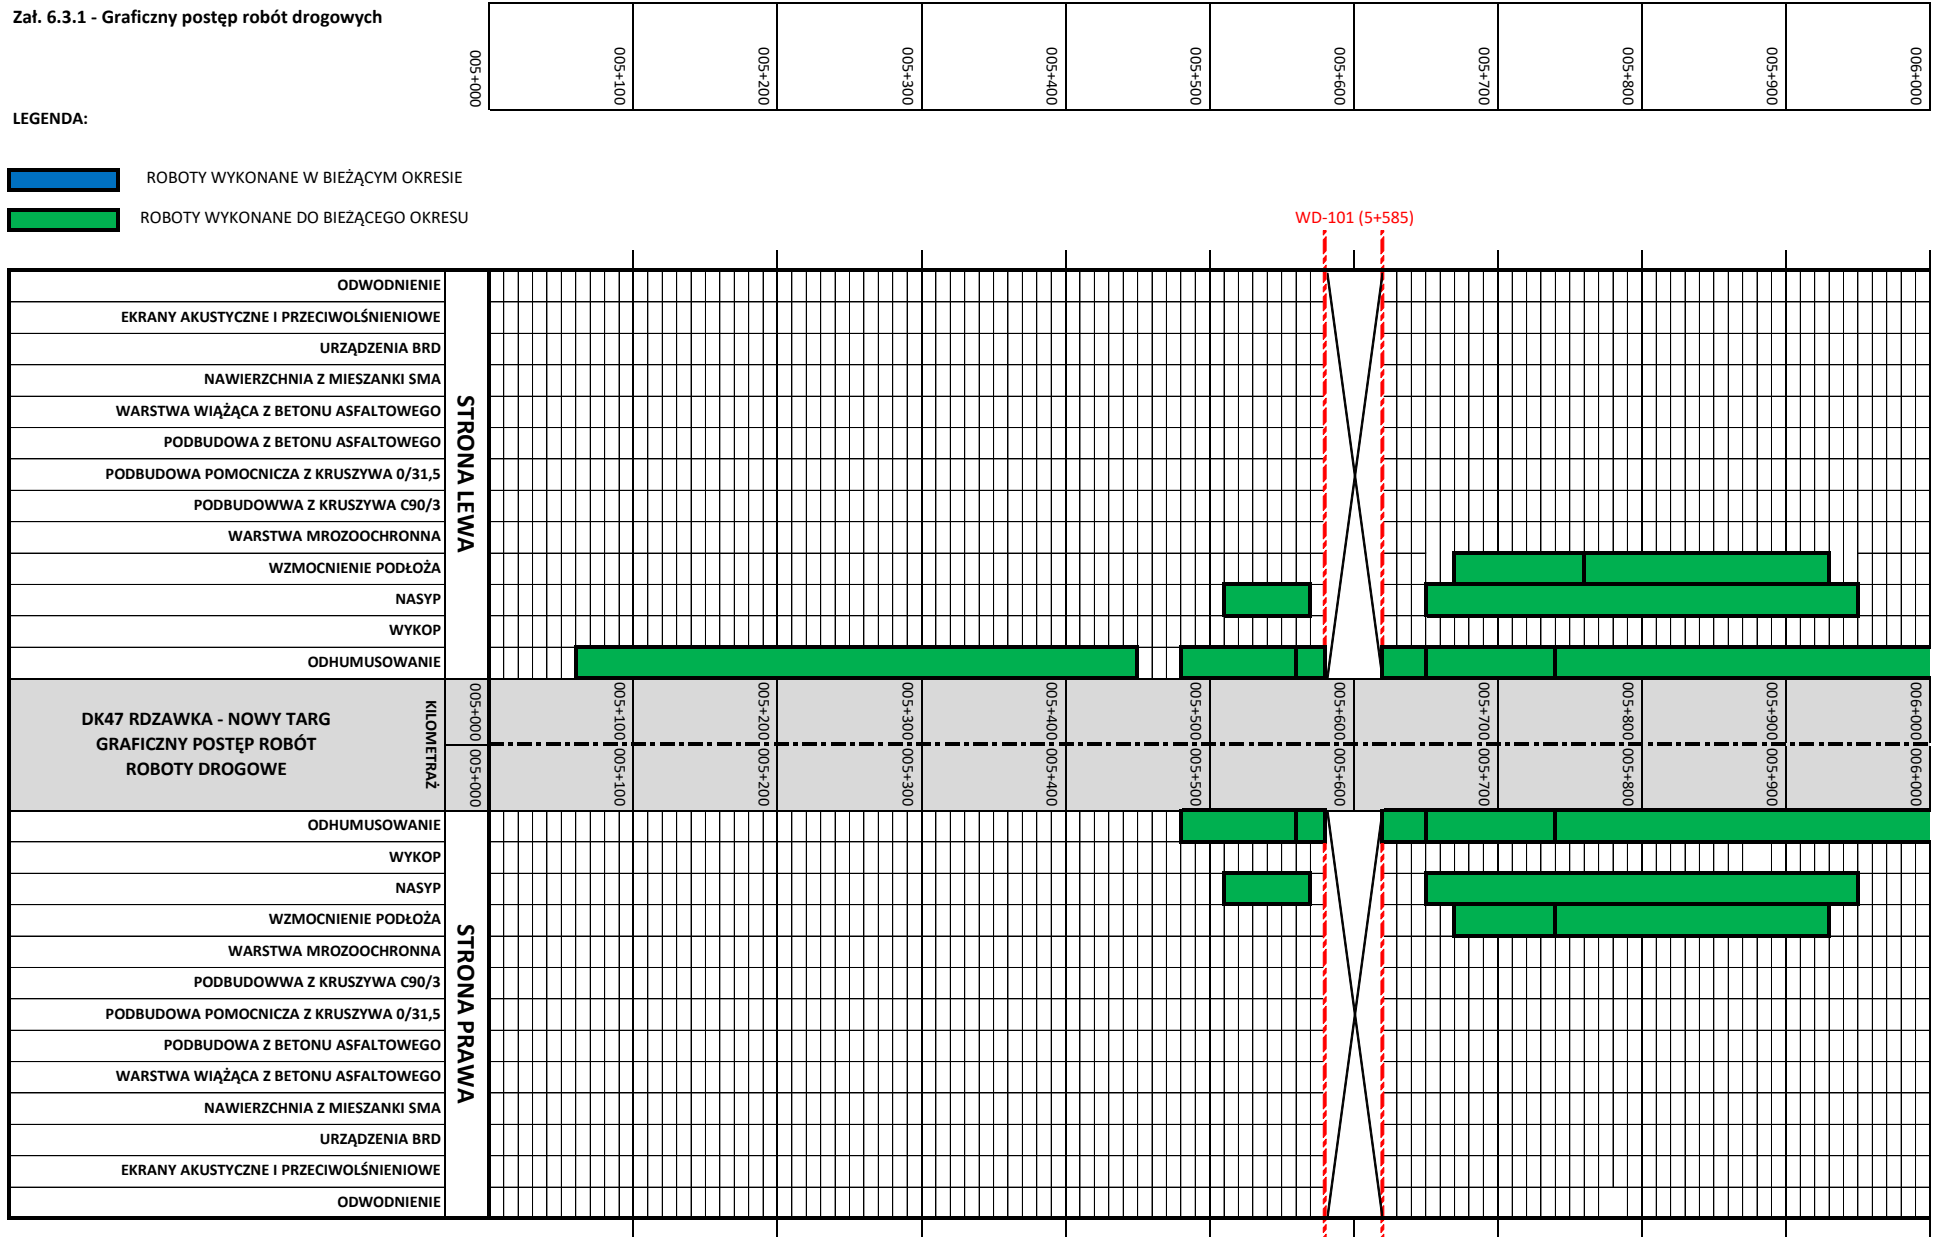 Zał. 6.3.1 - Graficzny postęp robót drogowych
005+000
005+100
005+200
005+300
005+400
005+500
005+600
005+700
005+800
005+900
006+000
LEGENDA:
ROBOTY WYKONANE W BIEŻĄCYM OKRESIE
ROBOTY WYKONANE DO BIEŻĄCEGO OKRESU
WD-101 (5+585)
STRONA LEWA
ODWODNIENIE
EKRANY AKUSTYCZNE I PRZECIWOLŚNIENIOWE
URZĄDZENIA BRD
NAWIERZCHNIA Z MIESZANKI SMA
WARSTWA WIĄŻĄCA Z BETONU ASFALTOWEGO
PODBUDOWA Z BETONU ASFALTOWEGO
PODBUDOWA POMOCNICZA Z KRUSZYWA 0/31,5
PODBUDOWWA Z KRUSZYWA C90/3
WARSTWA MROZOOCHRONNA
WZMOCNIENIE PODŁOŻA
NASYP
WYKOP
ODHUMUSOWANIE
DK47 RDZAWKA - NOWY TARG
GRAFICZNY POSTĘP ROBÓT
ROBOTY DROGOWE
KILOMETRAŻ
005+000
005+100
005+200
005+300
005+400
005+500
005+600
005+700
005+800
005+900
006+000
005+000
005+100
005+200
005+300
005+400
005+500
005+600
005+700
005+800
005+900
006+000
STRONA PRAWA
ODHUMUSOWANIE
WYKOP
NASYP
WZMOCNIENIE PODŁOŻA
WARSTWA MROZOOCHRONNA
PODBUDOWWA Z KRUSZYWA C90/3
PODBUDOWA POMOCNICZA Z KRUSZYWA 0/31,5
PODBUDOWA Z BETONU ASFALTOWEGO
WARSTWA WIĄŻĄCA Z BETONU ASFALTOWEGO
NAWIERZCHNIA Z MIESZANKI SMA
URZĄDZENIA BRD
EKRANY AKUSTYCZNE I PRZECIWOLŚNIENIOWE
ODWODNIENIE